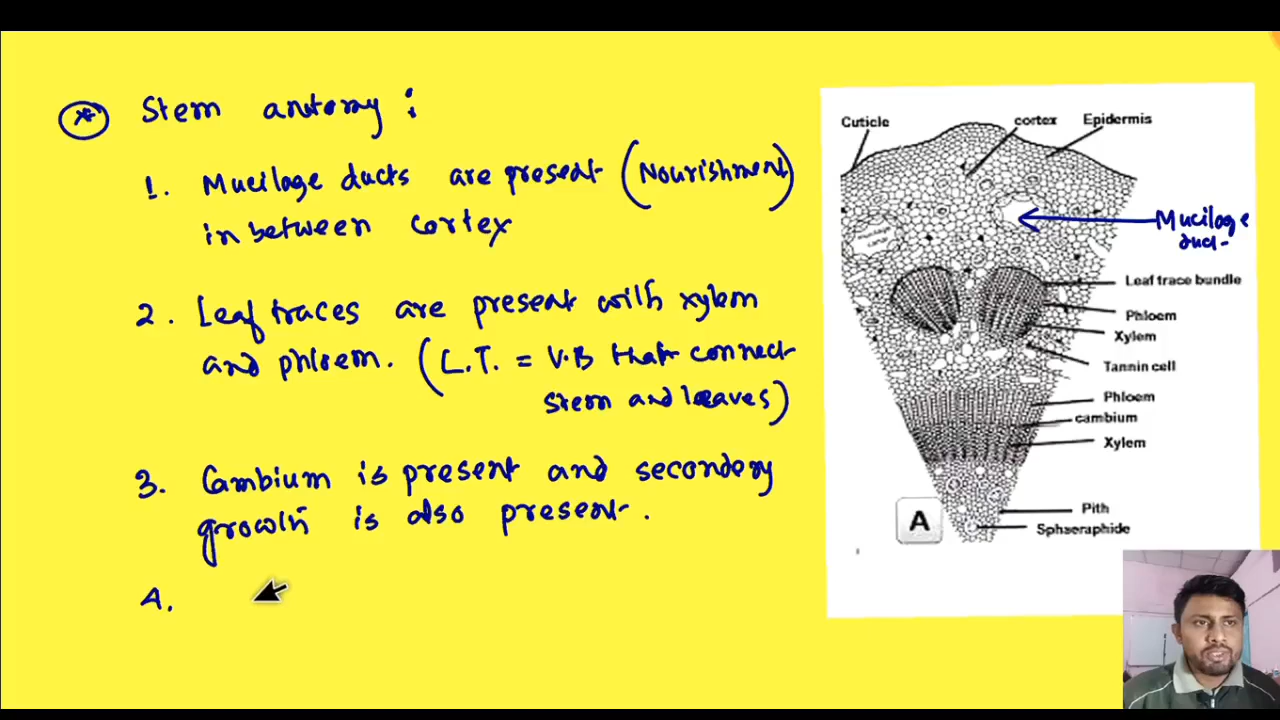 * Stem anatomy :
1. Mucilage ducts are present (Nourishment)
in between cortex
2. Leaf traces are present with xylem
and phloem. (L.T. = V.B that connect
stem and leaves)
3. Cambium is present and secondery
growth is also present.
4.
Cuticle
cortex
Epidermis
Mucilage
duct
Leaf trace bundle
Phloem
Xylem
Tannin cell
Phloem
cambium
Xylem
Pith
Sphaeraphide
A